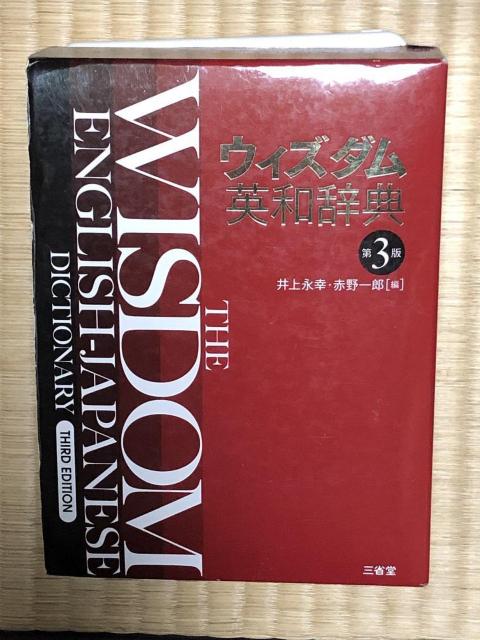 THE
WISDOM
ENGLISH-JAPANESE
DICTIONARY THIRD EDITION
ウィズダム
英和辞典
第3版
井上永幸・赤野一郎[編]
三省堂